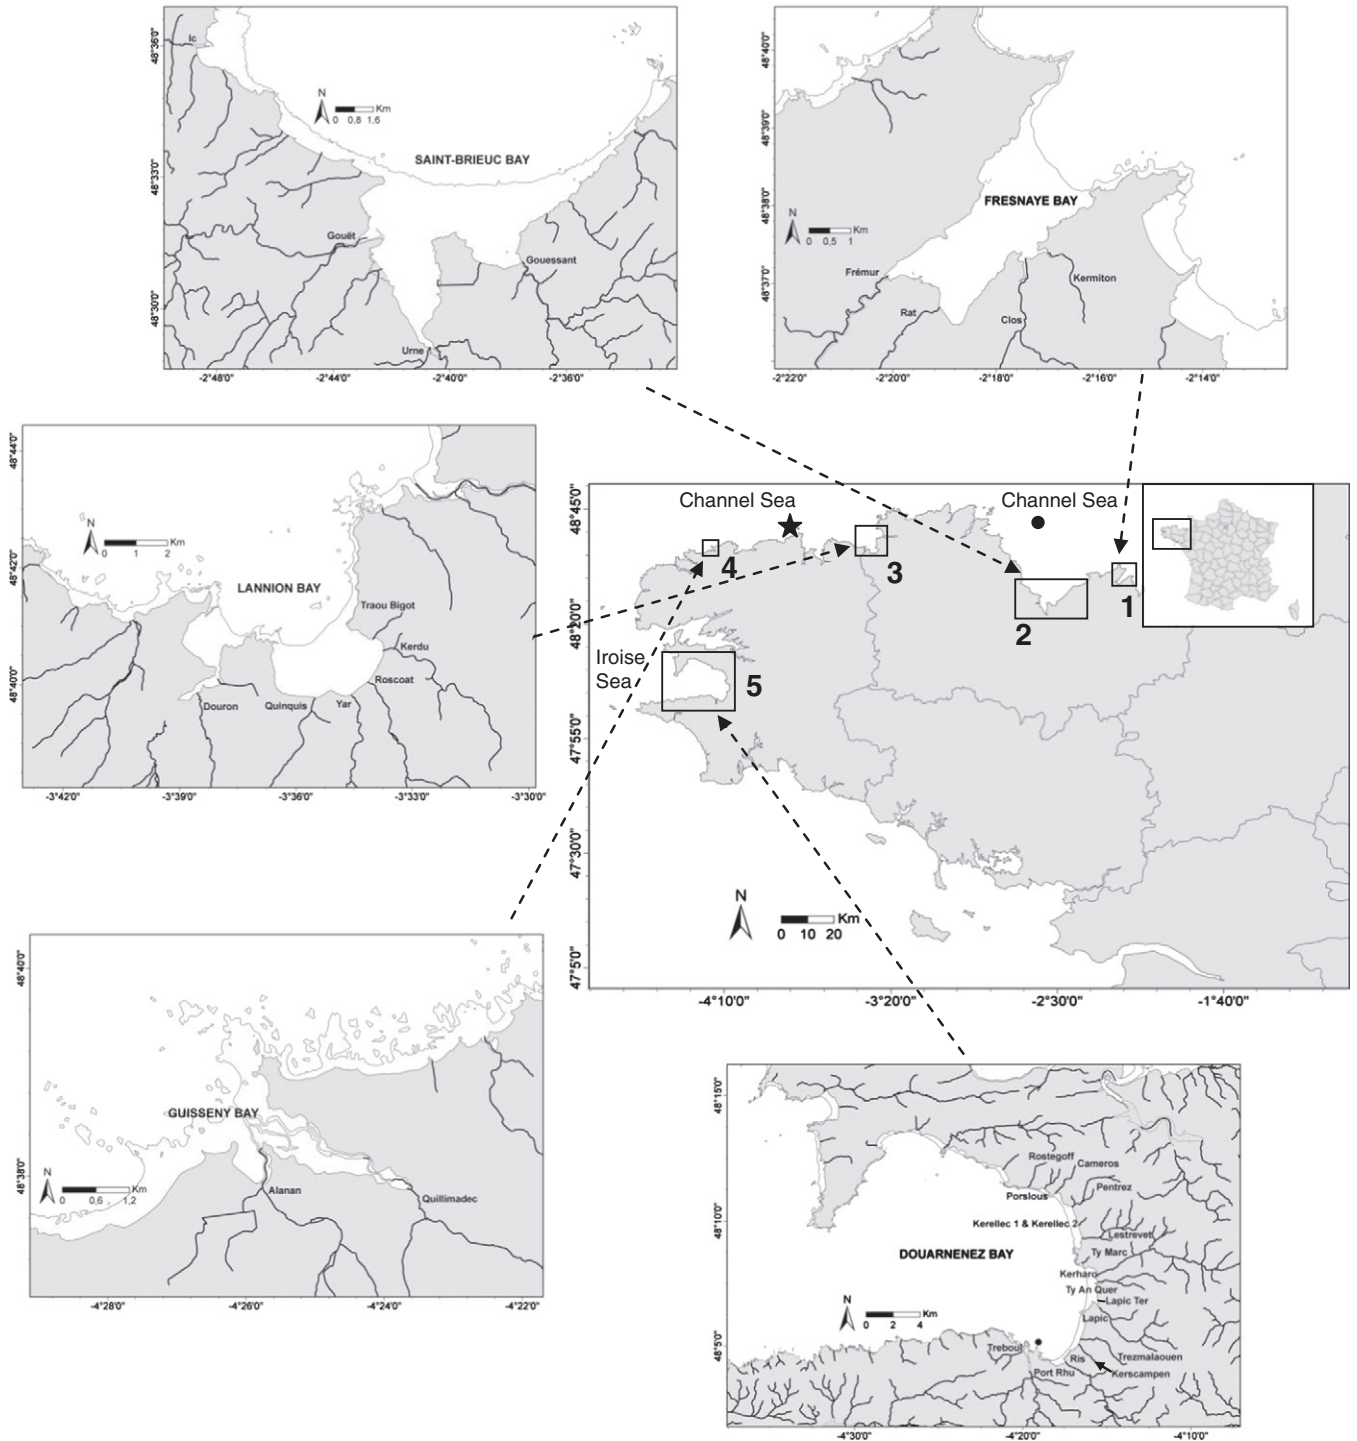 48°36'0"
48°33'0"
48°30'0"
Ic
N
Km
0 0,8 1,6
SAINT-BRIEUC BAY
Gouët
Gouessant
Urne
-2°48'0"
-2°44'0"
-2°40'0"
-2°36'0"
48°40'0"
48°39'0"
48°38'0"
48°37'0"
N
Km
0 0,5 1
FRESNAYE BAY
Frémur
Rat
Clos
Kermiton
-2°22'0"
-2°20'0"
-2°18'0"
-2°16'0"
-2°14'0"
48°44'0"
48°42'0"
48°40'0"
N
Km
0 1 2
LANNION BAY
Traou Bigot
Kerdu
Roscoat
Douron
Quinquis
Yar
-3°42'0"
-3°39'0"
-3°36'0"
-3°33'0"
-3°30'0"
48°45'0"
48°20'0"
47°55'0"
47°30'0"
47°5'0"
Channel Sea
Channel Sea
4
3
2
1
Iroise
Sea
5
N
Km
0 10 20
-4°10'0"
-3°20'0"
-2°30'0"
-1°40'0"
48°40'0"
48°38'0"
GUISSENY BAY
N
Km
0 0,6 1,2
Alanan
Quillimadec
-4°28'0"
-4°26'0"
-4°24'0"
-4°22'0"
48°15'0"
48°10'0"
48°5'0"
Rostegoff
Cameros
Pentrez
Porslous
Kerellec 1 & Kerellec 2
Lestrevet
Ty Marc
DOUARNENEZ BAY
Kerharo
Ty An Quer
Lapic Ter
Lapic
N
Km
0 2 4
Treboul
Ris
Trezmalaouen
Port Rhu
Kerscampen
-4°30'0"
-4°20'0"
-4°10'0"